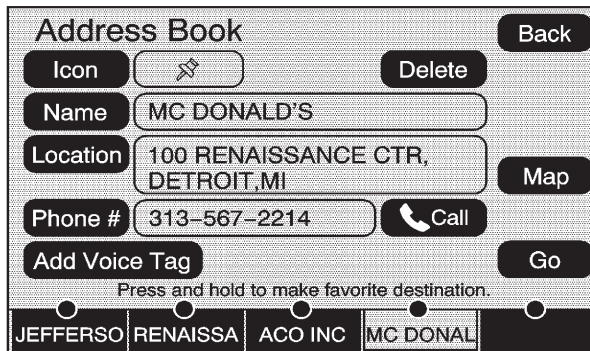 Address Book
Back
Icon
Delete
Name MC DONALD'S
Location 100 RENAISSANCE CTR,
DETROIT,MI
Map
Phone # 313–567–2214 Call
Add Voice Tag
Go
Press and hold to make favorite destination.
JEFFERSO RENAISSA ACO INC MC DONAL